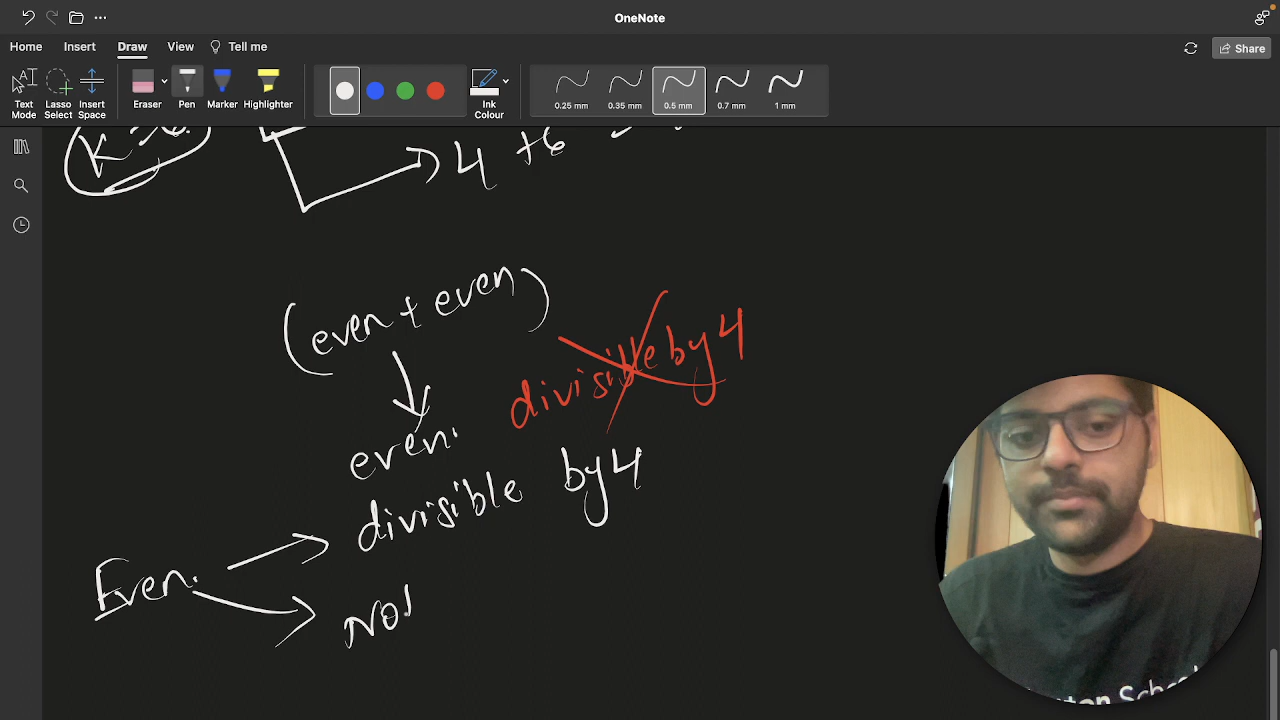 OneNote
Home Insert Draw View Tell me
Share
Text Mode
Lasso Select
Insert Space
Eraser
Pen
Marker
Highlighter
Ink Colour
0.25 mm
0.35 mm
0.5 mm
0.7 mm
1 mm
4 +6
(even + even)
divisible by 4
even.
divisible by 4
Even.